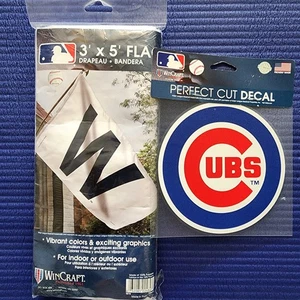 3' x 5' FLAG
DRAPEAU • BANDERA
W
• Vibrant colors & exciting graphics
• For indoor or outdoor use
WINCRAFT
WINCRAFT
PERFECT CUT DECAL
CUBS
TM